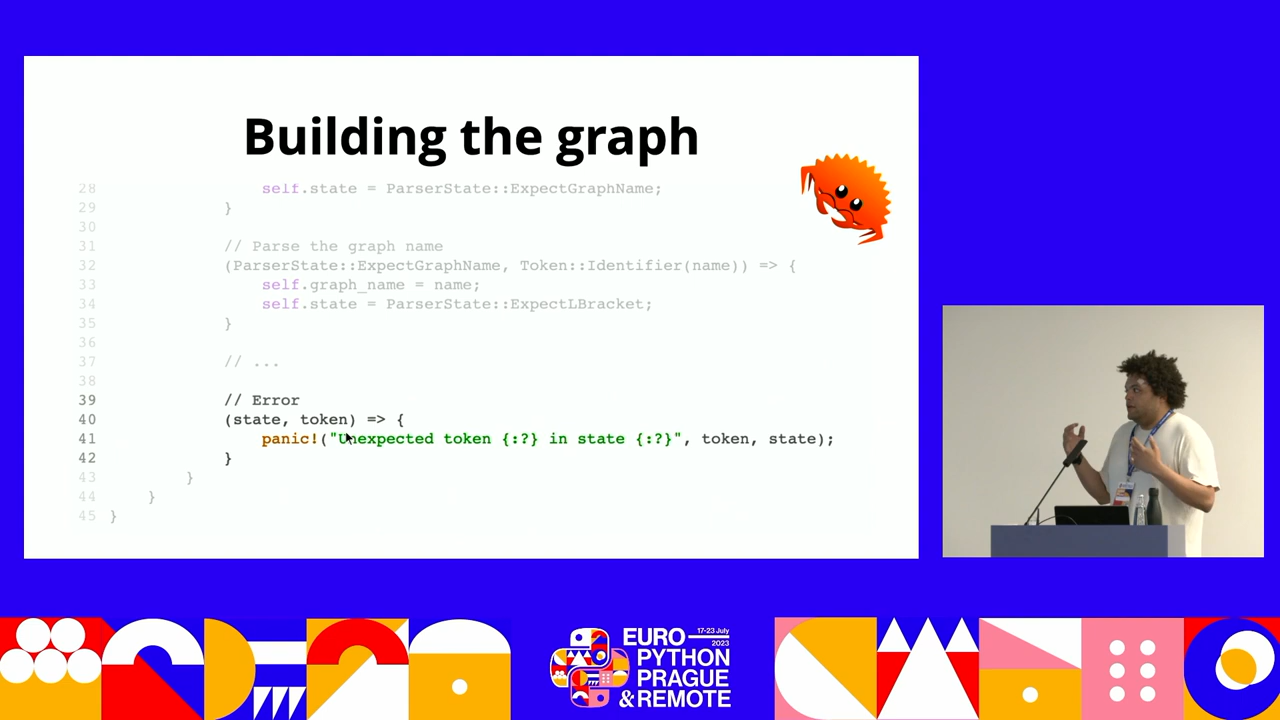 Building the graph
28 self.state = ParserState::ExpectGraphName;
29 }
30
31 // Parse the graph name
32 (ParserState::ExpectGraphName, Token::Identifier(name)) => {
33 self.graph_name = name;
34 self.state = ParserState::ExpectLBracket;
35 }
36
37 // ...
38
39 // Error
40 (state, token) => {
41 panic!("Unexpected token {:?} in state {:?}", token, state);
42 }
43 }
44 }
45 }
EURO
17-23 July
2023
PYTHON
PRAGUE
& REMOTE